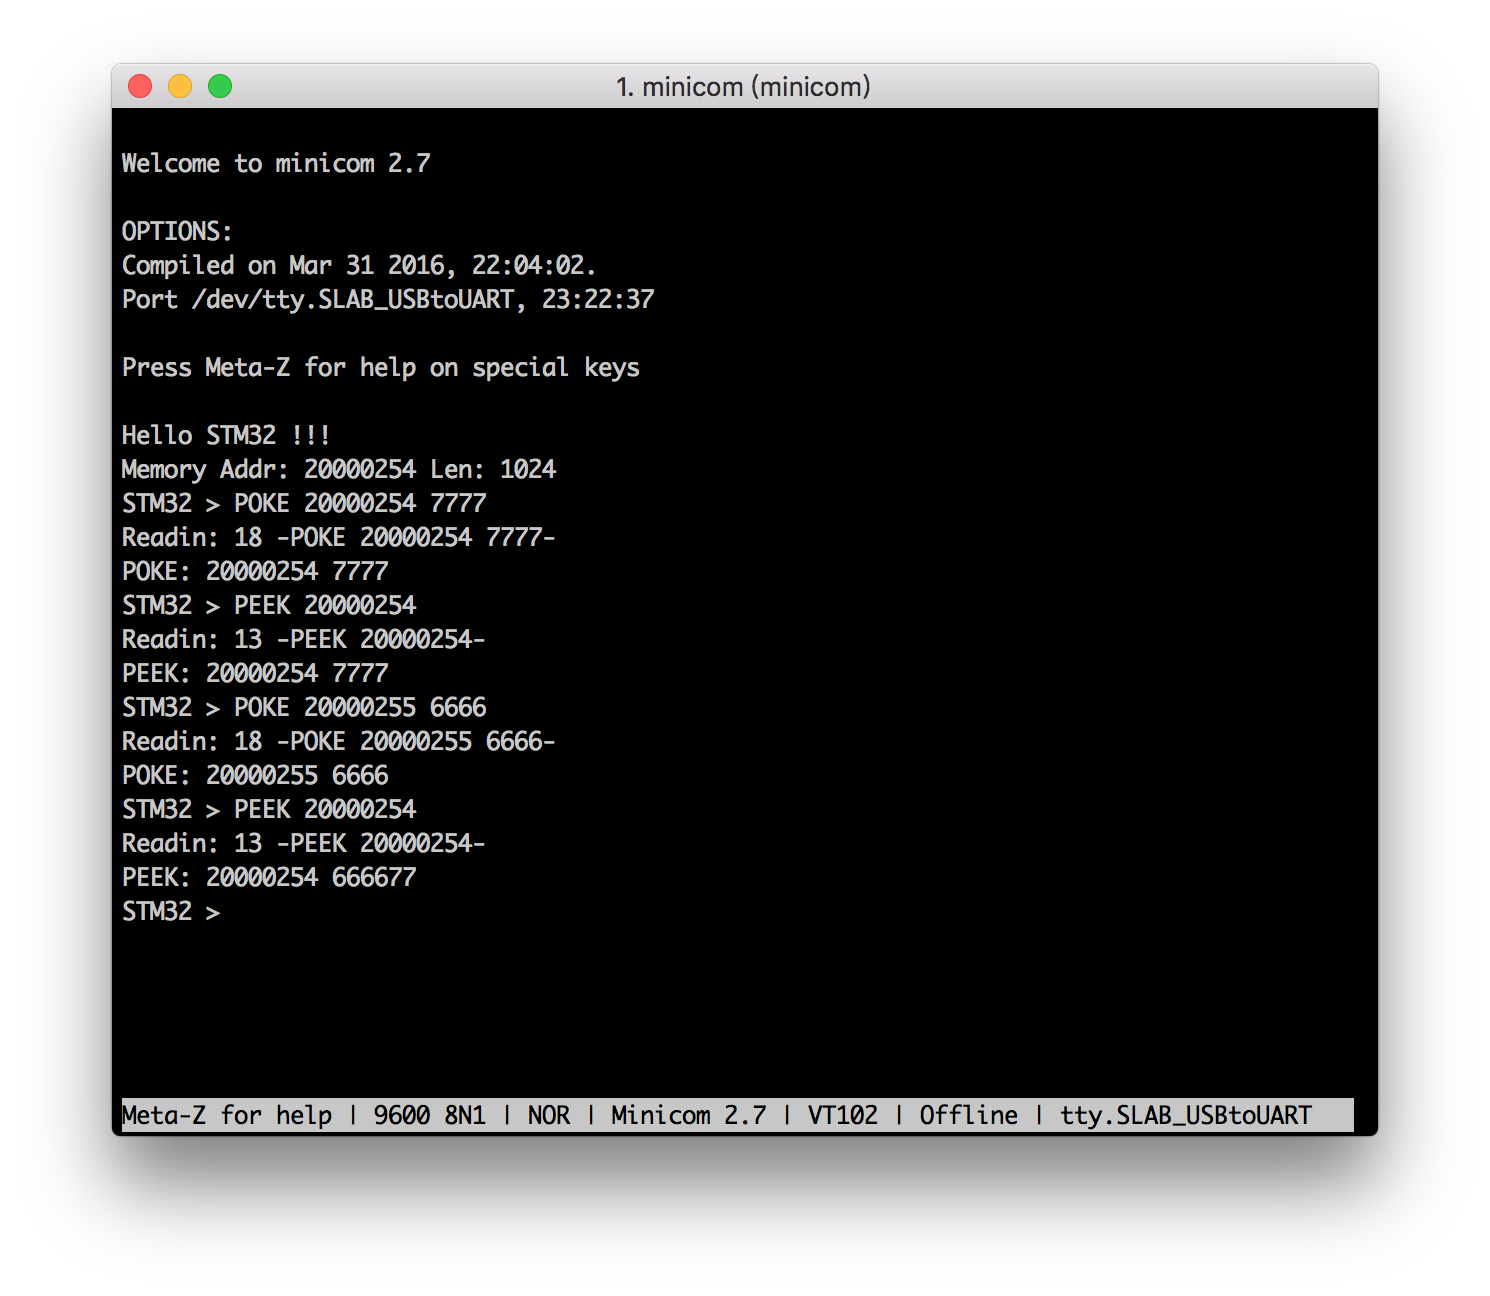 1. minicom (minicom)
Welcome to minicom 2.7
OPTIONS:
Compiled on Mar 31 2016, 22:04:02.
Port /dev/tty.SLAB_USBtoUART, 23:22:37
Press Meta-Z for help on special keys
Hello STM32 !!!
Memory Addr: 20000254 Len: 1024
STM32 > POKE 20000254 7777
Readin: 18 -POKE 20000254 7777-
POKE: 20000254 7777
STM32 > PEEK 20000254
Readin: 13 -PEEK 20000254-
PEEK: 20000254 7777
STM32 > POKE 20000255 6666
Readin: 18 -POKE 20000255 6666-
POKE: 20000255 6666
STM32 > PEEK 20000254
Readin: 13 -PEEK 20000254-
PEEK: 20000254 666677
STM32 >
Meta-Z for help | 9600 8N1 | NOR | Minicom 2.7 | VT102 | Offline | tty.SLAB_USBtoUART